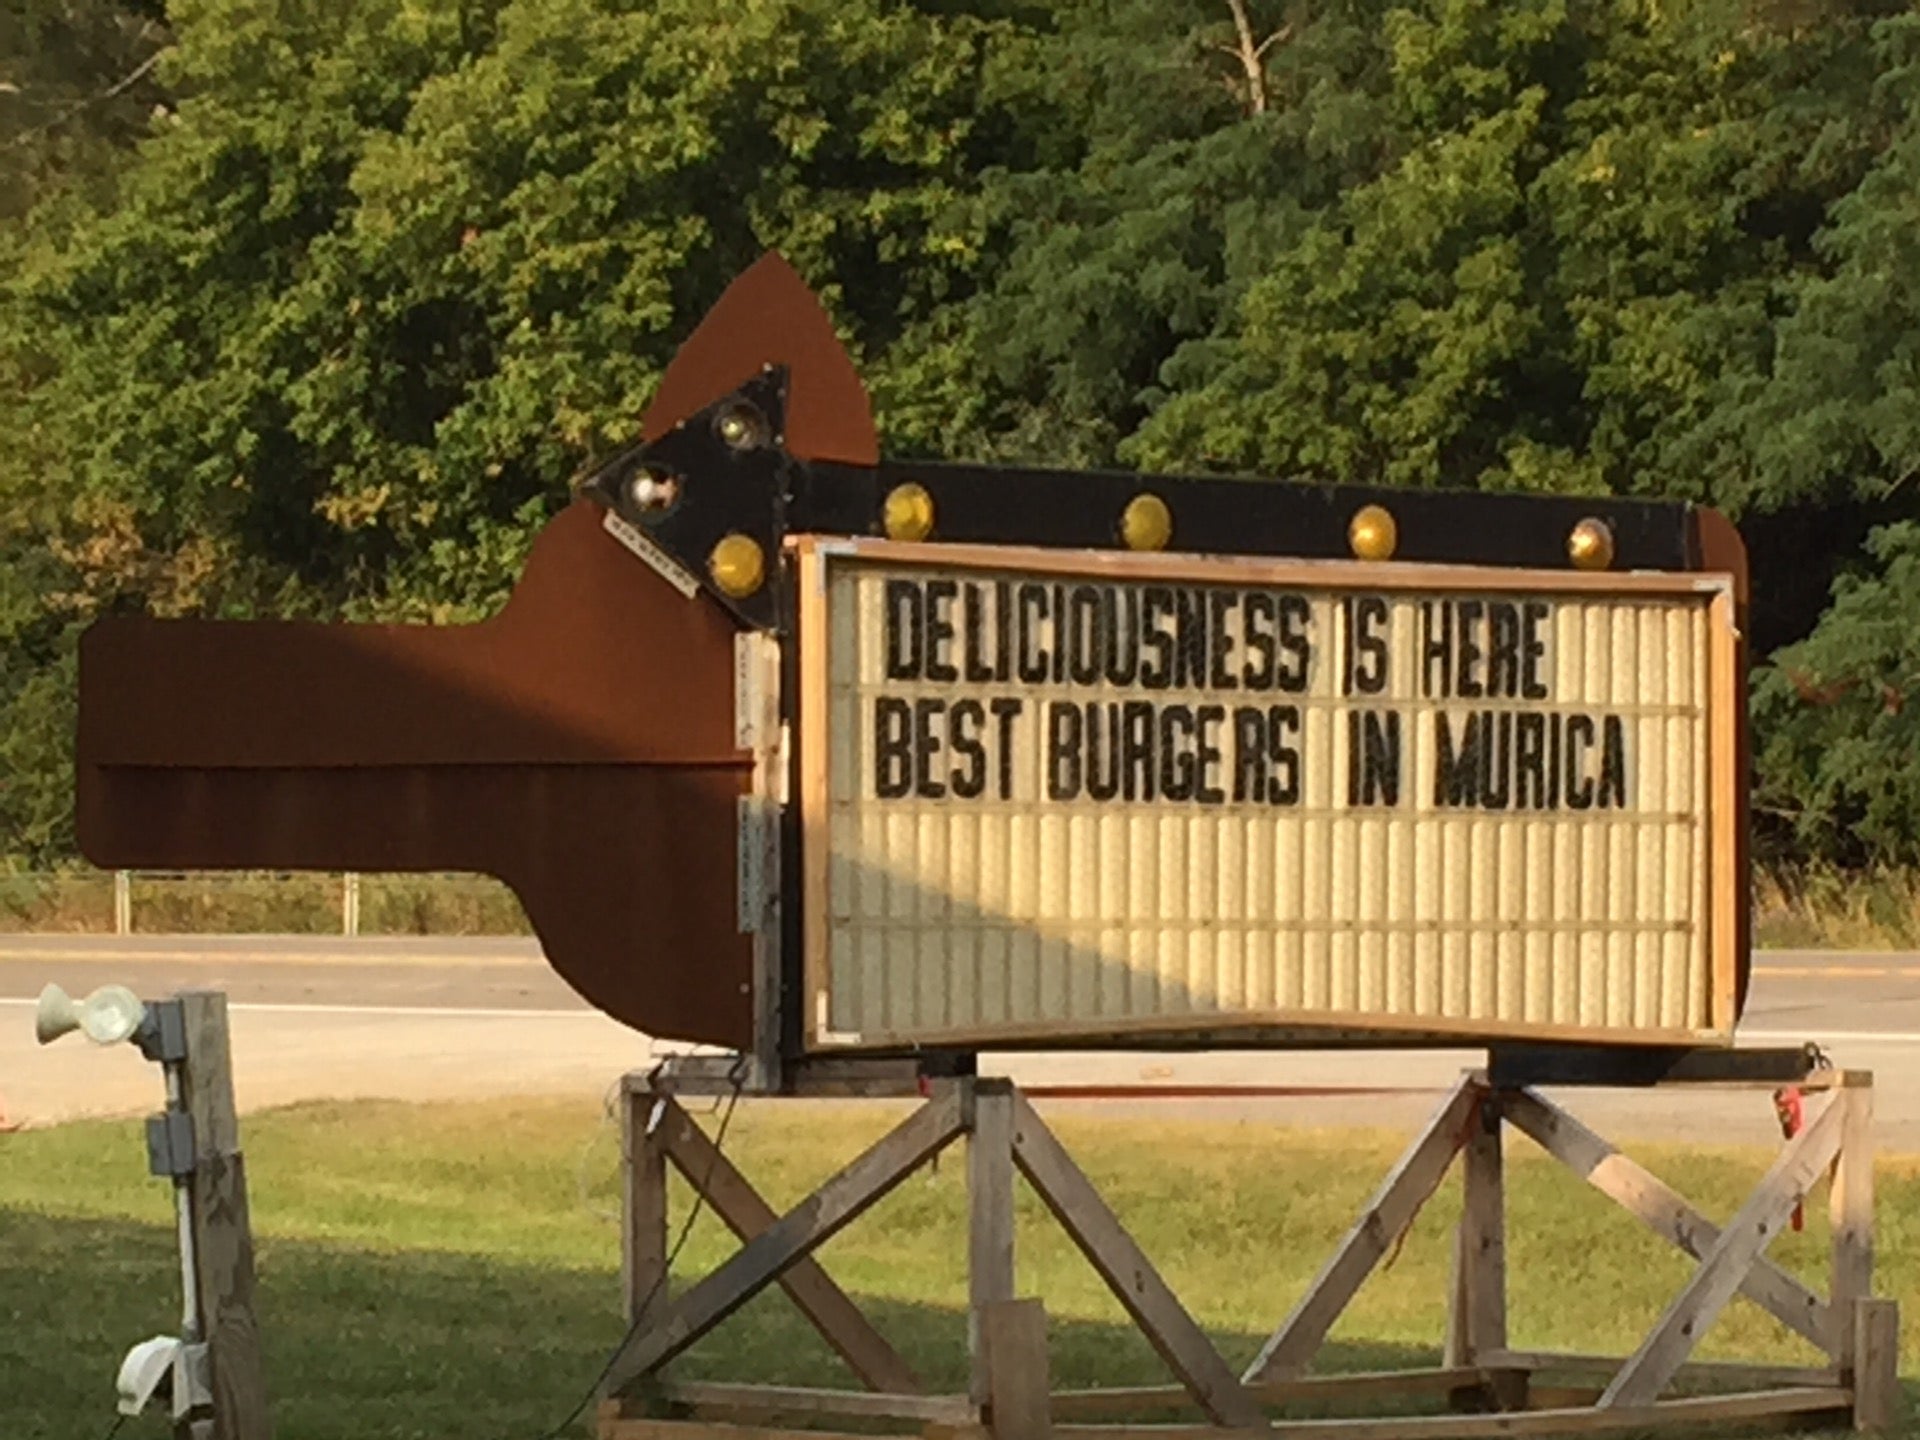 DELICIOUSNESS IS HERE
BEST BURGERS IN MURICA